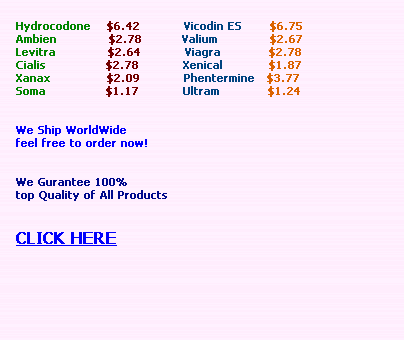 Hydrocodone $6.42 Vicodin ES $6.75
Ambien $2.78 Valium $2.67
Levitra $2.64 Viagra $2.78
Cialis $2.78 Xenical $1.87
Xanax $2.09 Phentermine $3.77
Soma $1.17 Ultram $1.24
We Ship WorldWide
feel free to order now!
We Gurantee 100%
top Quality of All Products
CLICK HERE